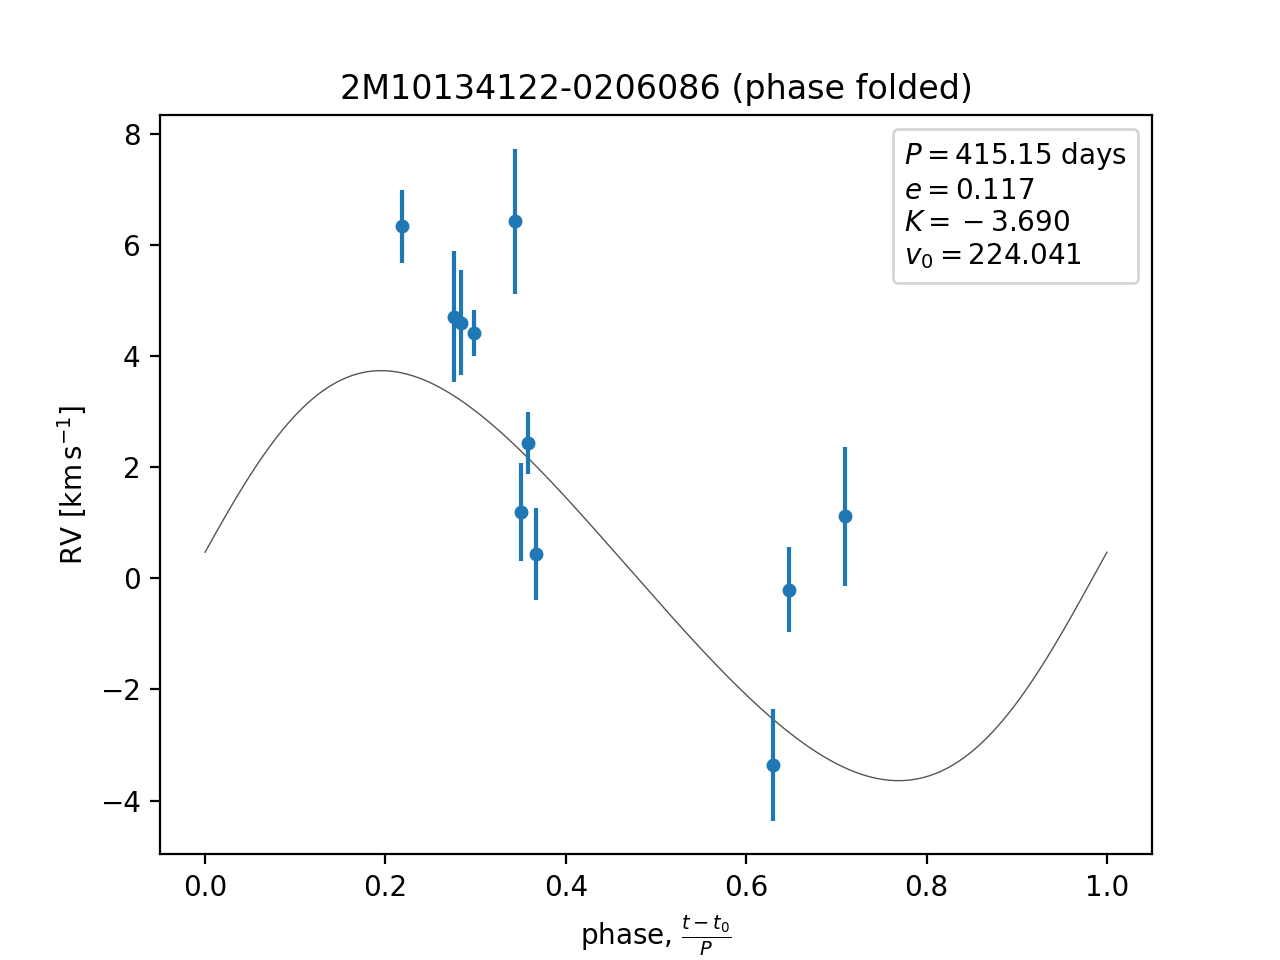 2M10134122-0206086 (phase folded)
P = 415.15 days
e = 0.117
K = −3.690
v₀ = 224.041
8
6
4
2
0
−2
−4
RV [km s⁻¹]
0.0 0.2 0.4 0.6 0.8 1.0
phase, (t − t₀)/P